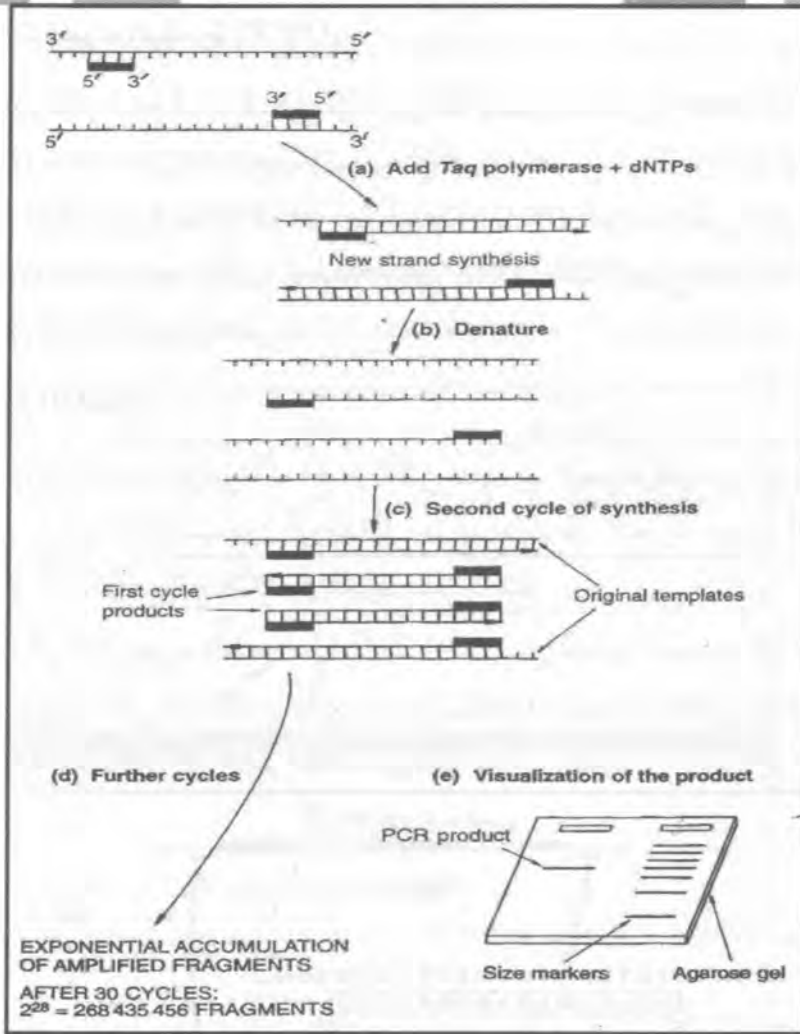 3′ 5′
5′ 3′
3′ 5′
5′ 3′
(a) Add Taq polymerase + dNTPs
New strand synthesis
(b) Denature
(c) Second cycle of synthesis
First cycle
products
Original templates
(d) Further cycles
(e) Visualization of the product
PCR product
EXPONENTIAL ACCUMULATION
OF AMPLIFIED FRAGMENTS
AFTER 30 CYCLES:
2²⁸ = 268 435 456 FRAGMENTS
Size markers
Agarose gel